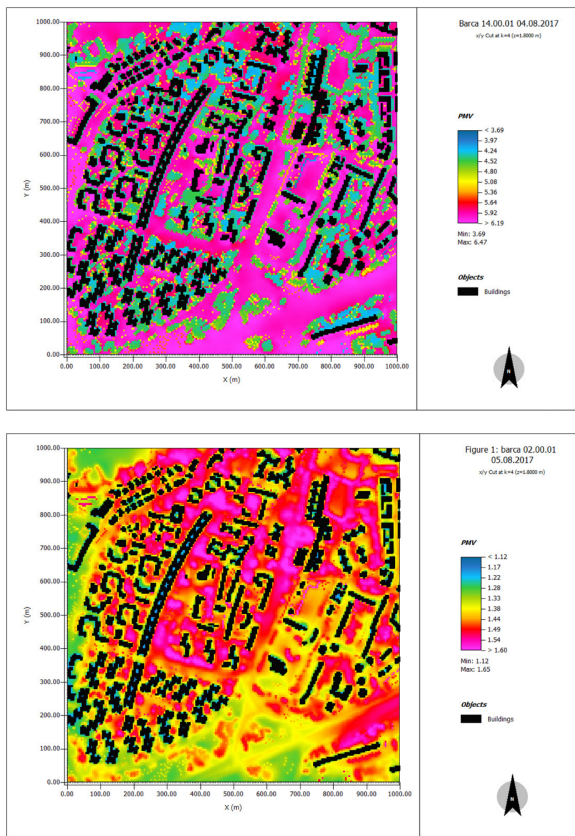 Barca 14.00.01 04.08.2017
x/y Cut at k=4 (z=1.8000 m)
1000.00
900.00
800.00
700.00
600.00
500.00
400.00
300.00
200.00
100.00
0.00
Y (m)
0.00 100.00 200.00 300.00 400.00 500.00 600.00 700.00 800.00 900.00 1000.00
X (m)
PMV
< 3.69
3.97
4.24
4.52
4.80
5.08
5.36
5.64
5.92
> 6.19
Min: 3.69
Max: 6.47
Objects
Buildings
N
Figure 1: barca 02.00.01
05.08.2017
x/y Cut at k=4 (z=1.8000 m)
1000.00
900.00
800.00
700.00
600.00
500.00
400.00
300.00
200.00
100.00
0.00
Y (m)
0.00 100.00 200.00 300.00 400.00 500.00 600.00 700.00 800.00 900.00 1000.00
X (m)
PMV
< 1.12
1.17
1.22
1.28
1.33
1.38
1.44
1.49
1.54
> 1.60
Min: 1.12
Max: 1.65
Objects
Buildings
N